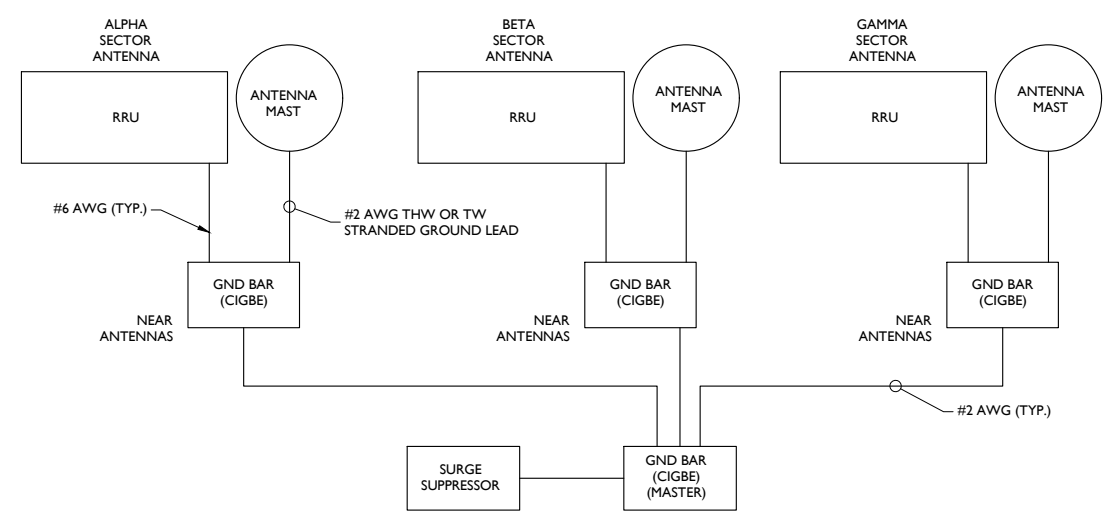 ALPHA
SECTOR
ANTENNA
BETA
SECTOR
ANTENNA
GAMMA
SECTOR
ANTENNA
RRU
ANTENNA
MAST
RRU
ANTENNA
MAST
RRU
ANTENNA
MAST
#6 AWG (TYP.)
#2 AWG THW OR TW
STRANDED GROUND LEAD
GND BAR
(CIGBE)
GND BAR
(CIGBE)
GND BAR
(CIGBE)
NEAR
ANTENNAS
NEAR
ANTENNAS
NEAR
ANTENNAS
#2 AWG (TYP.)
SURGE
SUPPRESSOR
GND BAR
(CIGBE)
(MASTER)